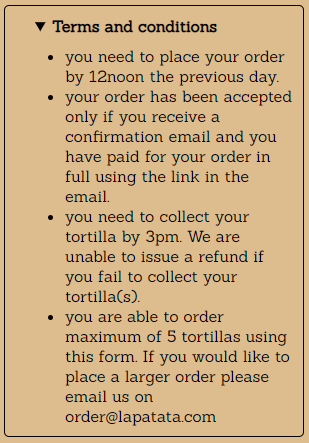 ▼ Terms and conditions
• you need to place your order
by 12noon the previous day.
• your order has been accepted
only if you receive a
confirmation email and you
have paid for your order in
full using the link in the
email.
• you need to collect your
tortilla by 3pm. We are
unable to issue a refund if
you fail to collect your
tortilla(s).
• you are able to order
maximum of 5 tortillas using
this form. If you would like to
place a larger order please
email us on
order@lapatata.com